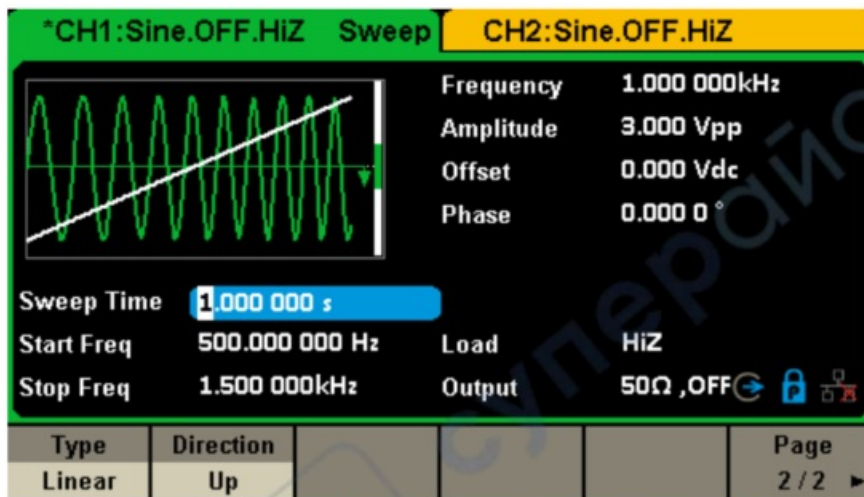 *CH1:Sine.OFF.HiZ Sweep CH2:Sine.OFF.HiZ
Frequency 1.000 000kHz
Amplitude 3.000 Vpp
Offset 0.000 Vdc
Phase 0.000 0 °
Sweep Time 1.000 000 s
Start Freq 500.000 000 Hz Load HiZ
Stop Freq 1.500 000kHz Output 50Ω ,OFF P
Type Direction Page
Linear Up 2 / 2 ►
суперайс